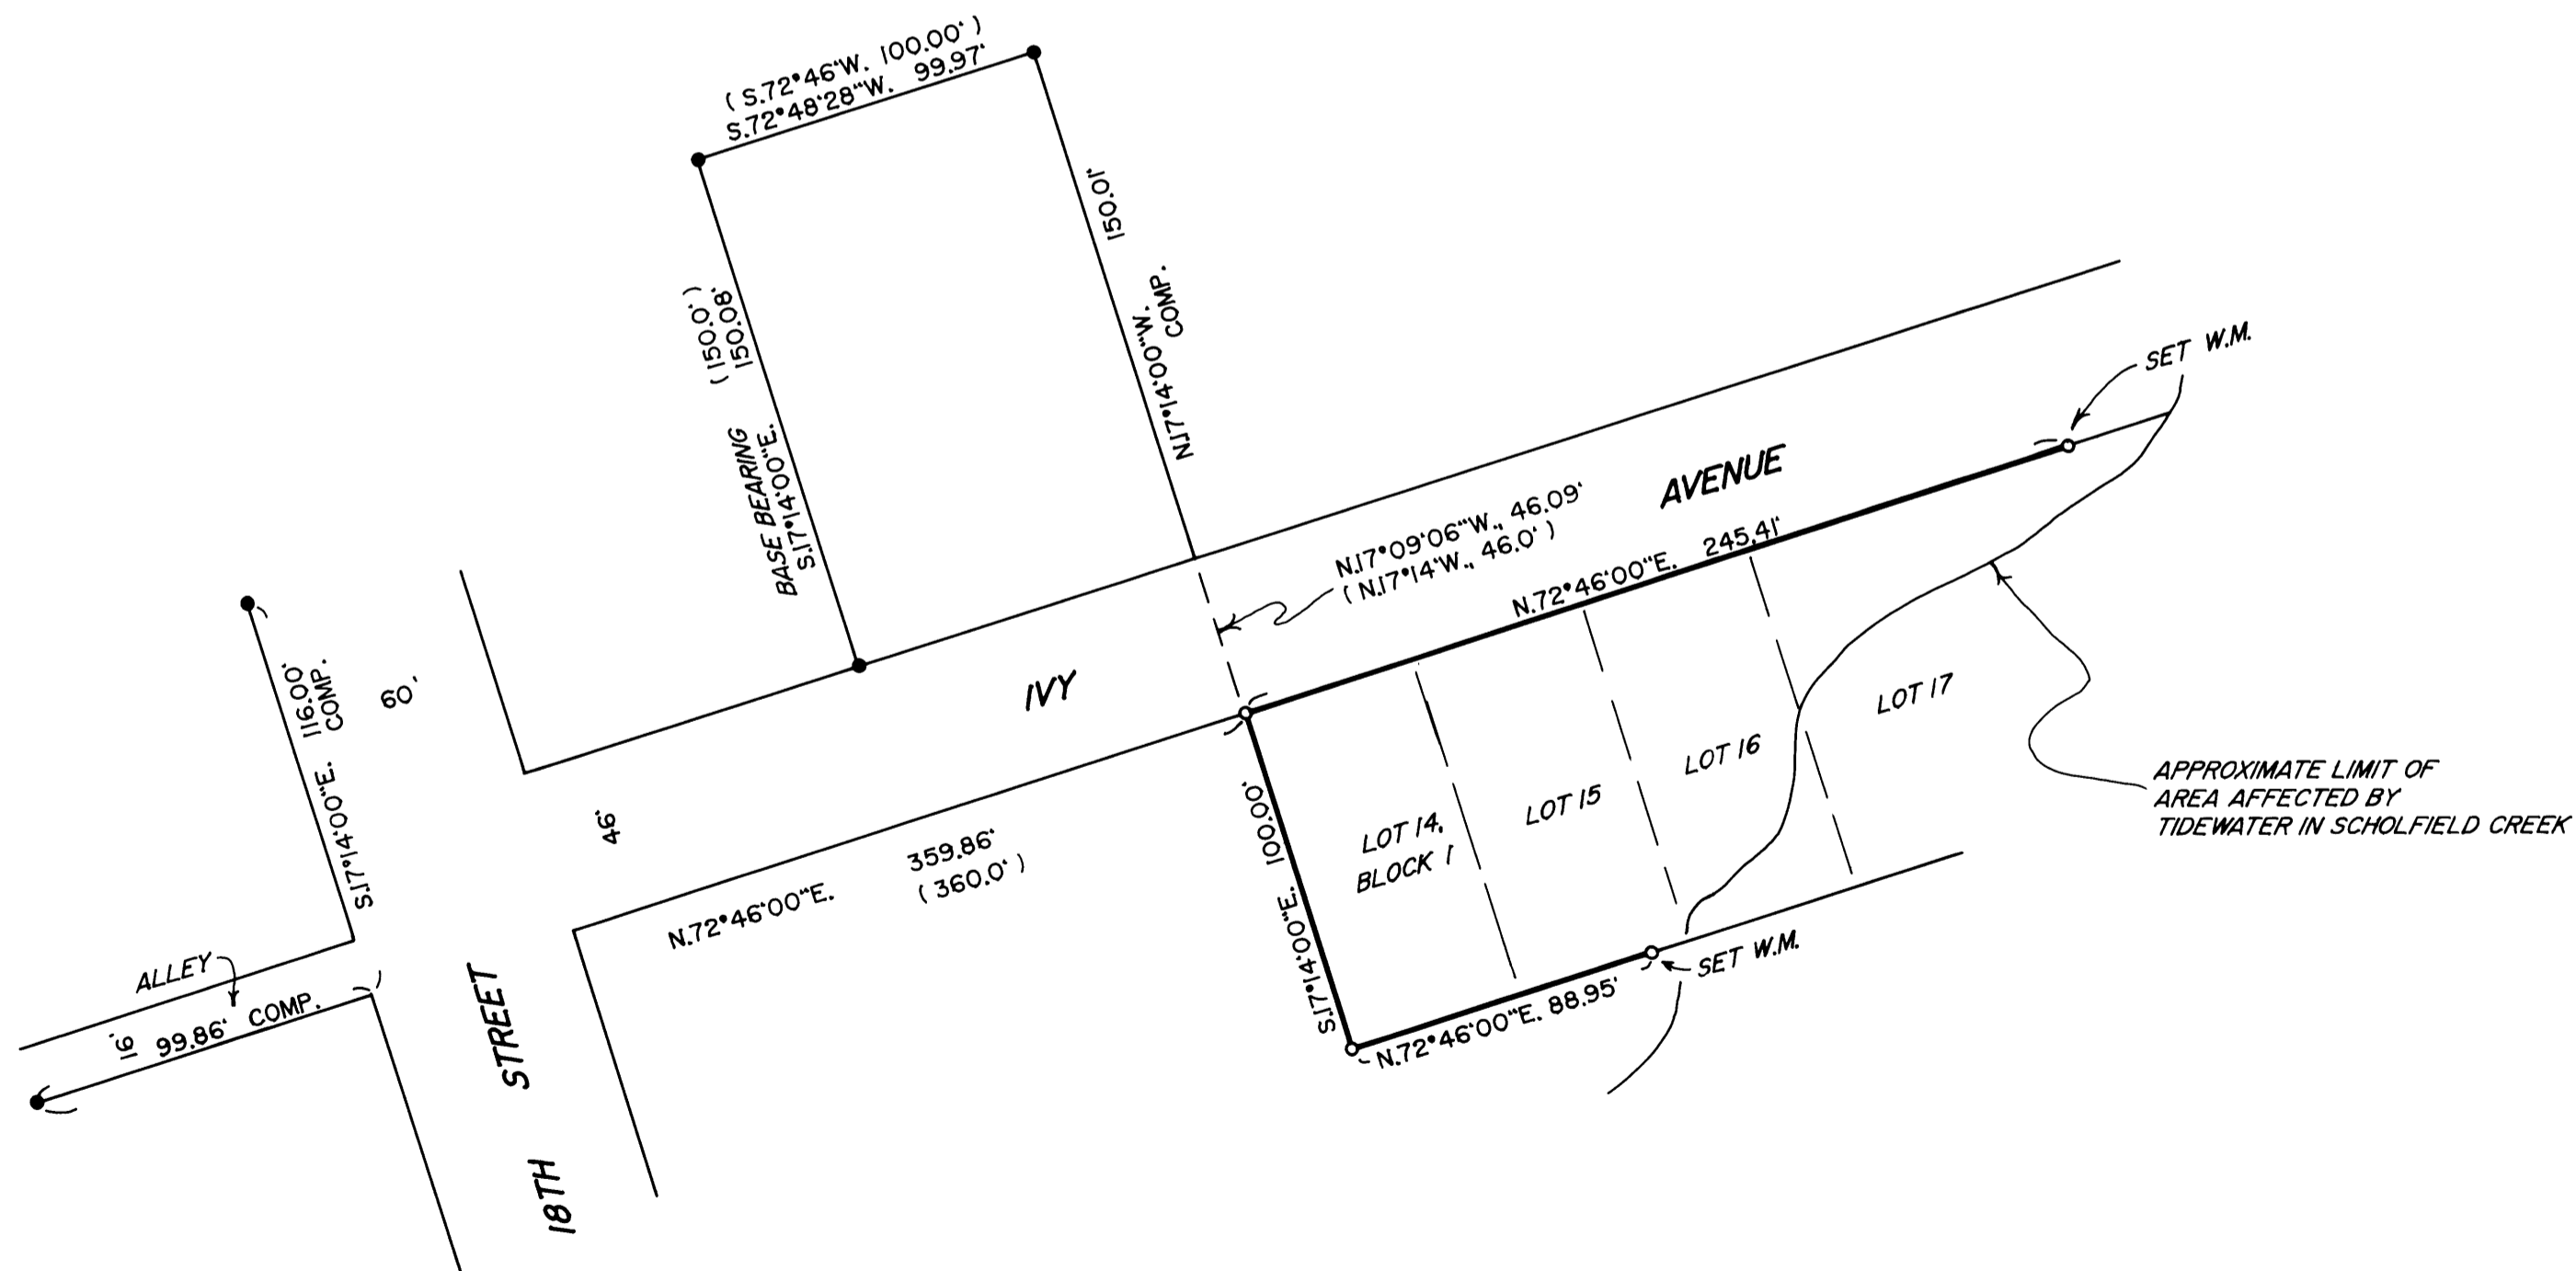 ( S.72°46'W. 100.00' )
S.72°48'28"W. 99.97'
( 150.0' )
150.08'
BASE BEARING
S.17°14'00"E.
150.01'
N.17°14'00"W.
COMP.
SET W.M.
N.17°09'06"W., 46.09'
( N.17°14'W., 46.0' )
IVY AVENUE
N.72°46'00"E. 245.41'
S.17°14'00"E. 116.00'
COMP.
60'
46'
359.86'
N.72°46'00"E.
( 360.0' )
S.17°14'00"E. 100.00'
LOT 14,
BLOCK 1
LOT 15
LOT 16
LOT 17
APPROXIMATE LIMIT OF
AREA AFFECTED BY
TIDEWATER IN SCHOLFIELD CREEK
ALLEY
16'
99.86' COMP.
18TH STREET
N.72°46'00"E. 88.95'
SET W.M.